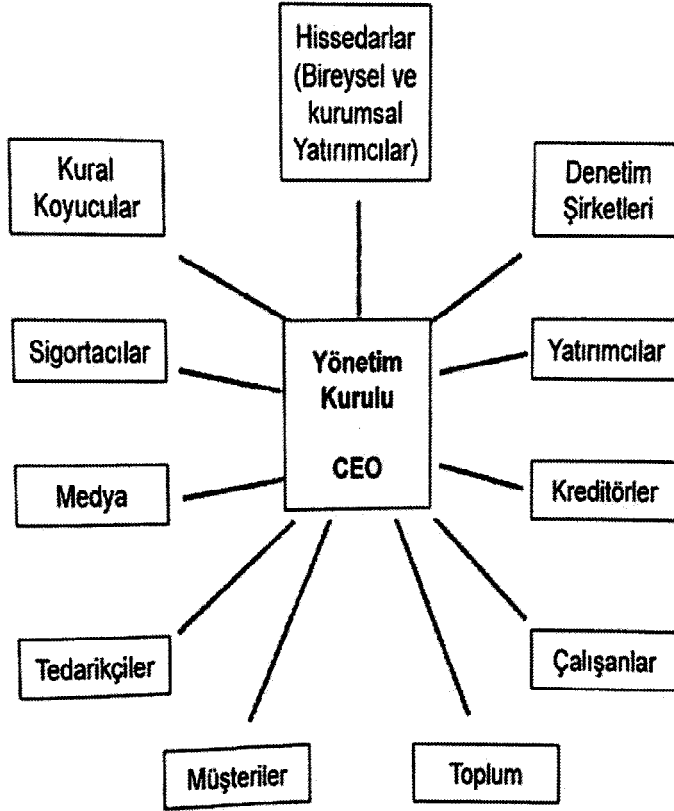 Hissedarlar
(Bireysel ve
kurumsal
Yatırımcılar)
Kural
Koyucular
Denetim
Şirketleri
Sigortacılar
Yönetim
Kurulu
CEO
Yatırımcılar
Medya
Kreditörler
Tedarikçiler
Çalışanlar
Müşteriler
Toplum